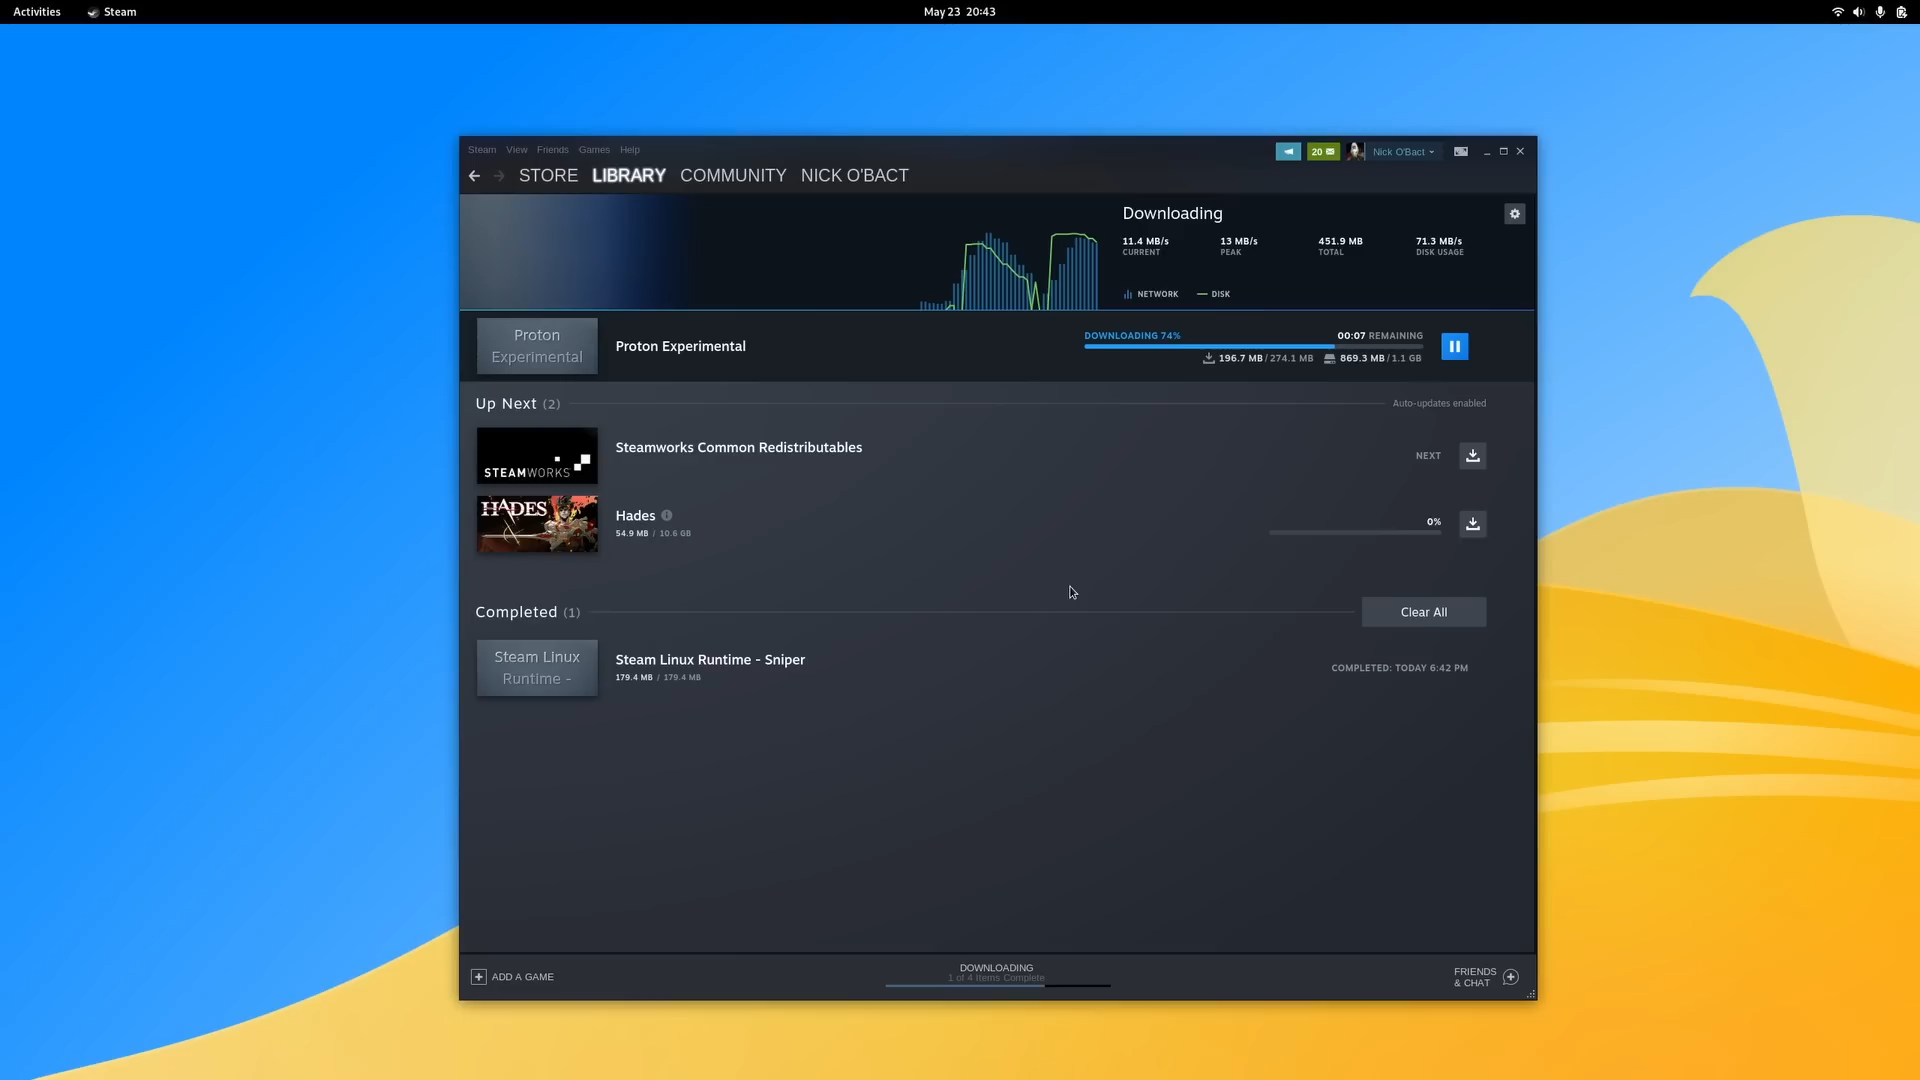 Activities
Steam
May 23 20:43
Steam View Friends Games Help
20
Nick O'Bact
STORE LIBRARY COMMUNITY NICK O'BACT
Downloading
11.4 MB/s 13 MB/s 451.9 MB 71.3 MB/s
CURRENT PEAK TOTAL DISK USAGE
NETWORK DISK
Proton
Experimental
Proton Experimental
DOWNLOADING 74%
00:07 REMAINING
196.7 MB / 274.1 MB 869.3 MB / 1.1 GB
Up Next (2)
Auto-updates enabled
STEAMWORKS
Steamworks Common Redistributables
NEXT
HADES
Hades
54.9 MB / 10.6 GB
0%
Completed (1)
Clear All
Steam Linux
Runtime -
Steam Linux Runtime - Sniper
179.4 MB / 179.4 MB
COMPLETED: TODAY 6:42 PM
ADD A GAME
DOWNLOADING
1 of 4 Items Complete
FRIENDS
& CHAT